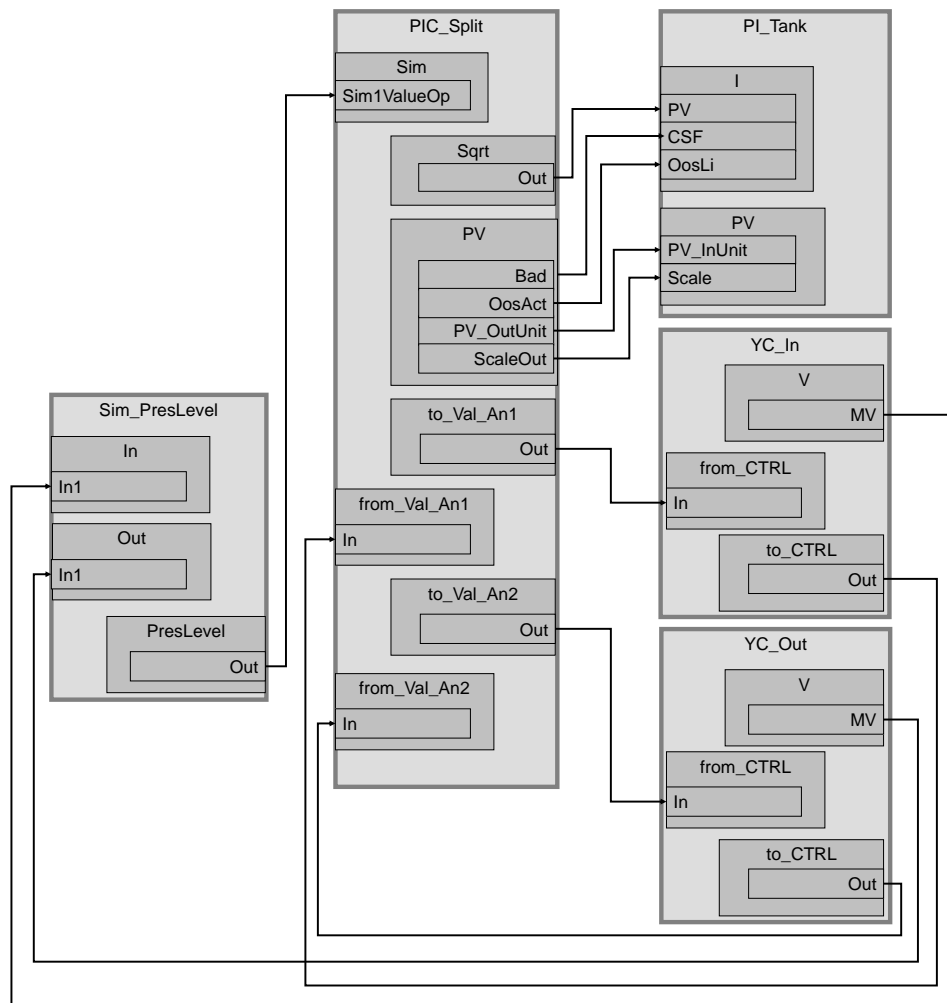 PIC_Split
Sim
Sim1ValueOp
Sqrt
Out
PV
Bad
OosAct
PV_OutUnit
ScaleOut
to_Val_An1
Out
from_Val_An1
In
to_Val_An2
Out
from_Val_An2
In
PI_Tank
I
PV
CSF
OosLi
PV
PV_InUnit
Scale
YC_In
V
MV
from_CTRL
In
to_CTRL
Out
YC_Out
V
MV
from_CTRL
In
to_CTRL
Out
Sim_PresLevel
In
In1
Out
In1
PresLevel
Out